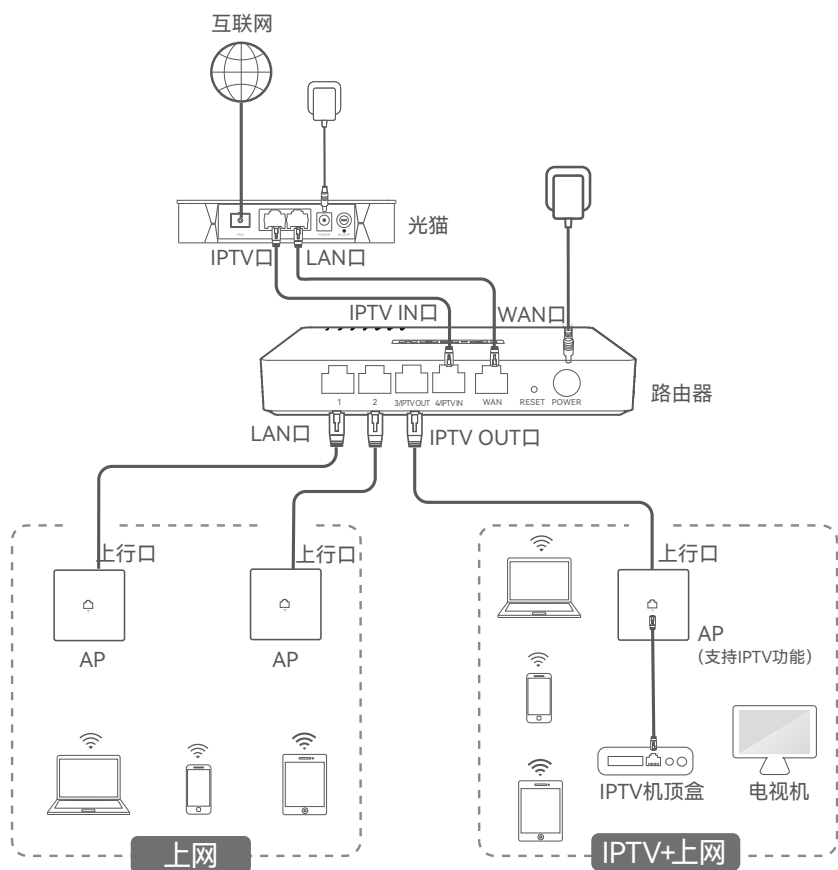 互联网
光猫
IPTV口
LAN口
IPTV IN口
WAN口
1
2
3/IPTV OUT
4/IPTV IN
WAN
RESET
POWER
路由器
LAN口
IPTV OUT口
上行口
上行口
上行口
AP
AP
AP
(支持IPTV功能)
IPTV机顶盒
电视机
上网
IPTV+上网